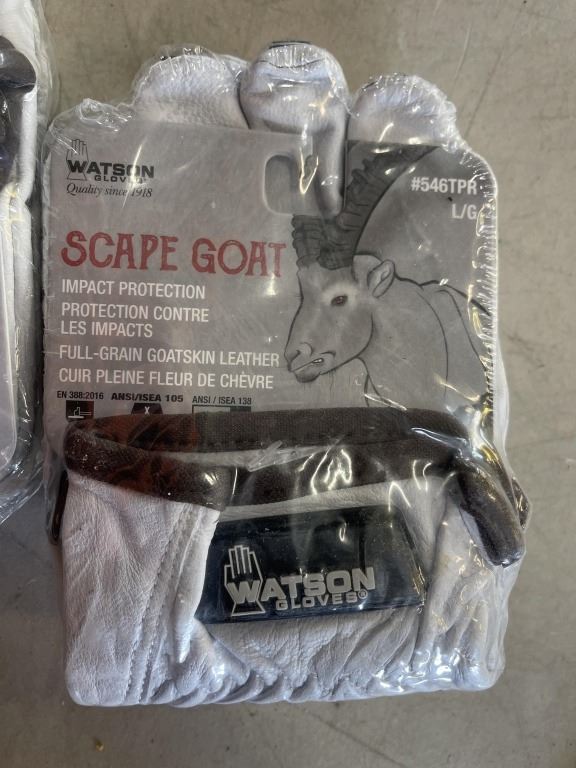 WATSON
GLOVES®
Quality since 1918
#546TPR
L/G
SCAPE GOAT
IMPACT PROTECTION
PROTECTION CONTRE
LES IMPACTS
FULL-GRAIN GOATSKIN LEATHER
CUIR PLEINE FLEUR DE CHÈVRE
EN 388:2016 ANSI/ISEA 105 ANSI / ISEA 138
WATSON
GLOVES®